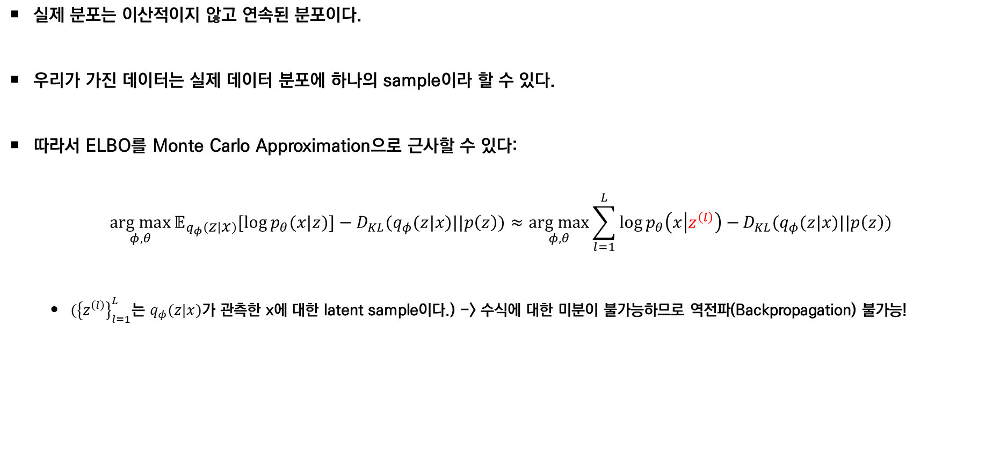 ▪ 실제 분포는 이산적이지 않고 연속된 분포이다.
▪ 우리가 가진 데이터는 실제 데이터 분포에 하나의 sample이라 할 수 있다.
▪ 따라서 ELBO를 Monte Carlo Approximation으로 근사할 수 있다:
$\arg\max_{\phi,\theta} \mathbb{E}_{q_\phi(z|x)}[\log p_\theta(x|z)] - D_{KL}(q_\phi(z|x)||p(z)) \approx \arg\max_{\phi,\theta} \sum_{l=1}^{L} \log p_\theta(x|z^{(l)}) - D_{KL}(q_\phi(z|x)||p(z))$
• ($\{z^{(l)}\}_{l=1}^{L}$는 $q_\phi(z|x)$가 관측한 x에 대한 latent sample이다.) -> 수식에 대한 미분이 불가능하므로 역전파(Backpropagation) 불가능!